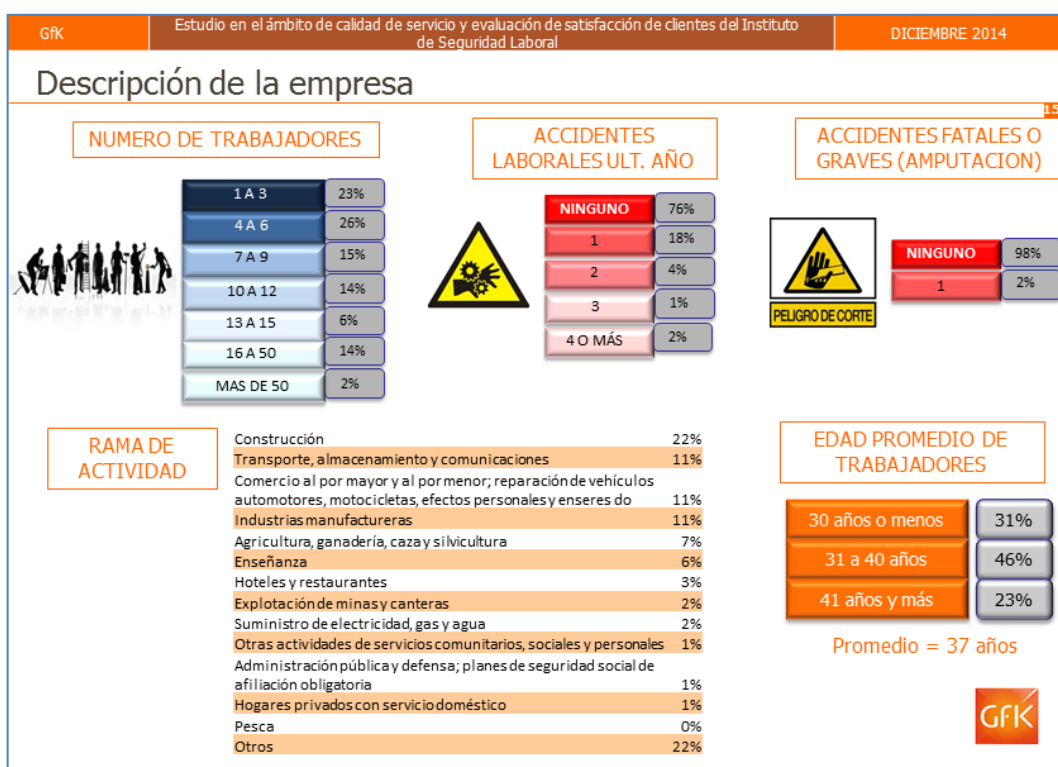 GfK
Estudio en el ámbito de calidad de servicio y evaluación de satisfacción de clientes del Instituto
de Seguridad Laboral
DICIEMBRE 2014
Descripción de la empresa
15
NUMERO DE TRABAJADORES
1 A 3 23%
4 A 6 26%
7 A 9 15%
10 A 12 14%
13 A 15 6%
16 A 50 14%
MAS DE 50 2%
ACCIDENTES
LABORALES ULT. AÑO
NINGUNO 76%
1 18%
2 4%
3 1%
4 O MÁS 2%
ACCIDENTES FATALES O
GRAVES (AMPUTACION)
PELIGRO DE CORTE
NINGUNO 98%
1 2%
RAMA DE
ACTIVIDAD
Construcción 22%
Transporte, almacenamiento y comunicaciones 11%
Comercio al por mayor y al por menor; reparación de vehículos
automotores, motocicletas, efectos personales y enseres do 11%
Industrias manufactureras 11%
Agricultura, ganadería, caza y silvicultura 7%
Enseñanza 6%
Hoteles y restaurantes 3%
Explotación de minas y canteras 2%
Suministro de electricidad, gas y agua 2%
Otras actividades de servicios comunitarios, sociales y personales 1%
Administración pública y defensa; planes de seguridad social de
afiliación obligatoria 1%
Hogares privados con servicio doméstico 1%
Pesca 0%
Otros 22%
EDAD PROMEDIO DE
TRABAJADORES
30 años o menos 31%
31 a 40 años 46%
41 años y más 23%
Promedio = 37 años
GfK